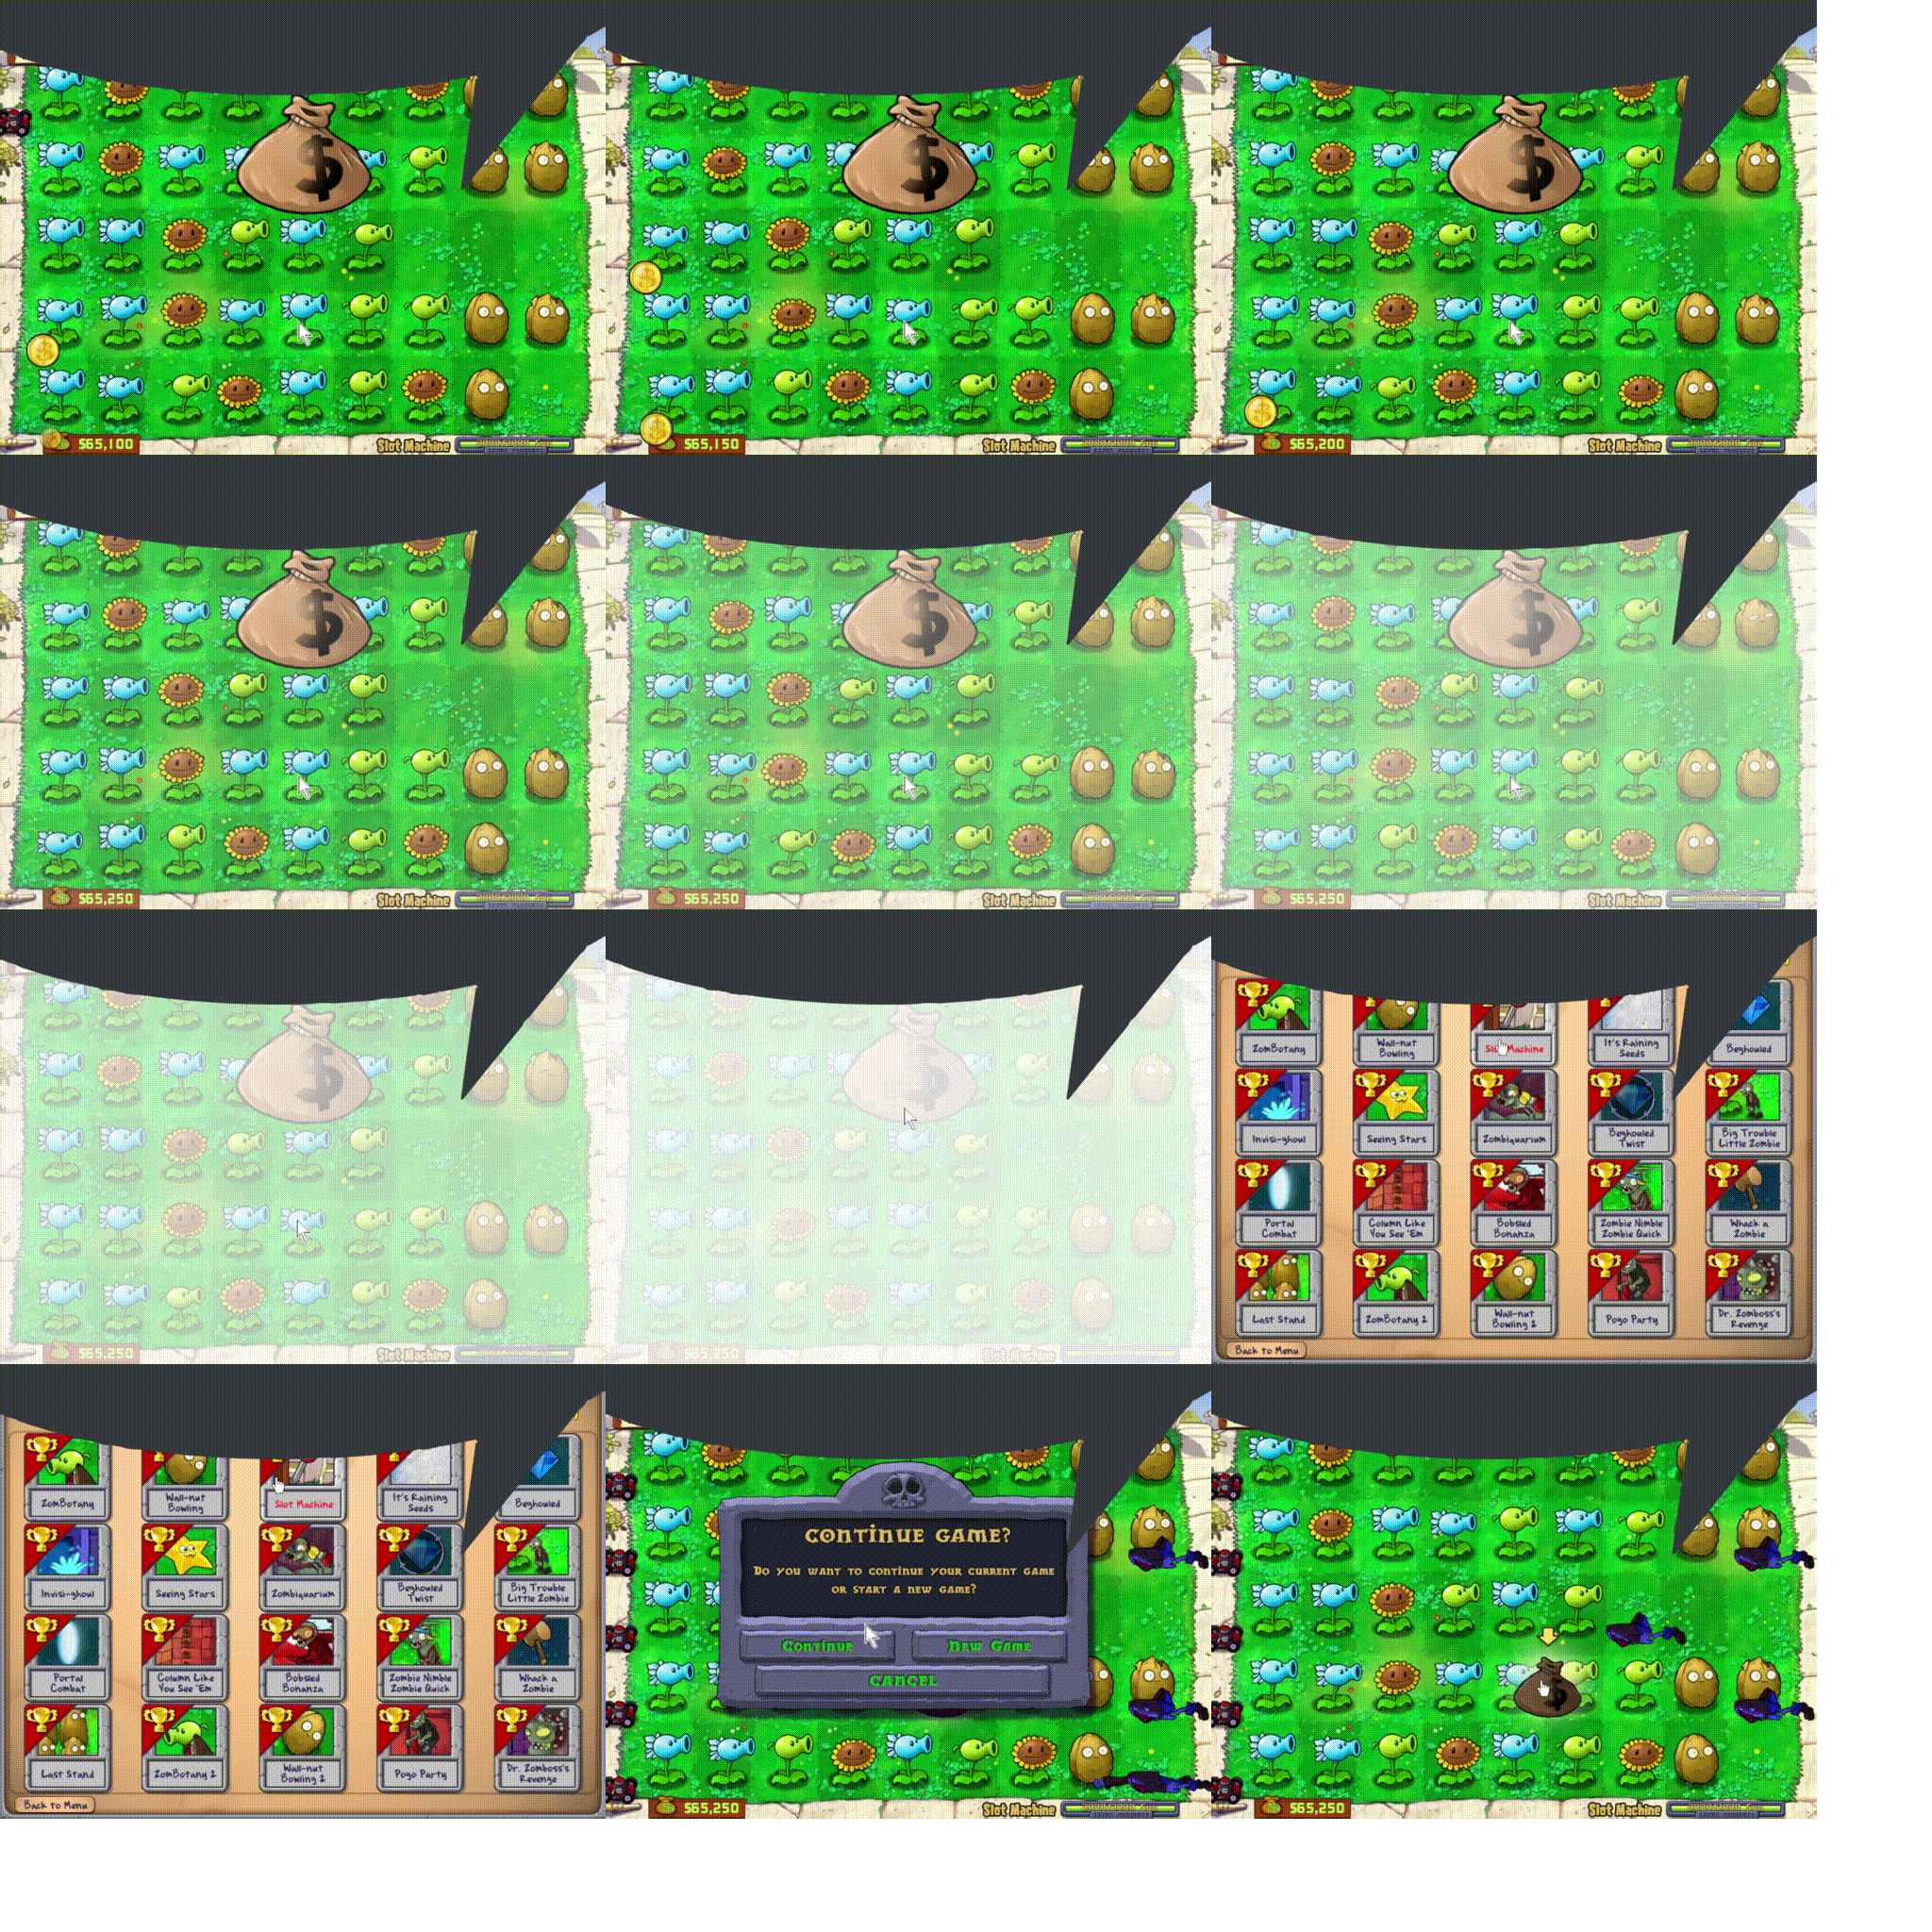 $
$65,100
Slot Machine
$
$65,150
Slot Machine
$
$65,200
Slot Machine
$
$65,250
Slot Machine
$
$65,250
Slot Machine
$
$65,250
Slot Machine
$
$65,250
Slot Machine
$
$65,250
Slot Machine
ZomBotany
Wall-nut
Bowling
Slot Machine
It's Raining
Seeds
Beghouled
Invisi-ghoul
Seeing Stars
Zombiquarium
Beghouled
Twist
Big Trouble
Little Zombie
Portal
Combat
Column Like
You See 'Em
Bobsled
Bonanza
Zombie Nimble
Zombie Quick
Whack a
Zombie
Last Stand
ZomBotany 2
Wall-nut
Bowling 2
Pogo Party
Dr. Zomboss's
Revenge
Back to Menu
ZomBotany
Wall-nut
Bowling
Slot Machine
It's Raining
Seeds
Beghouled
Invisi-ghoul
Seeing Stars
Zombiquarium
Beghouled
Twist
Big Trouble
Little Zombie
Portal
Combat
Column Like
You See 'Em
Bobsled
Bonanza
Zombie Nimble
Zombie Quick
Whack a
Zombie
Last Stand
ZomBotany 2
Wall-nut
Bowling 2
Pogo Party
Dr. Zomboss's
Revenge
Back to Menu
CONTINUE GAME?
DO YOU WANT TO CONTINUE YOUR CURRENT GAME
OR START A NEW GAME?
CONTINUE
NEW GAME
CANCEL
$65,250
Slot Machine
$
$65,250
Slot Machine